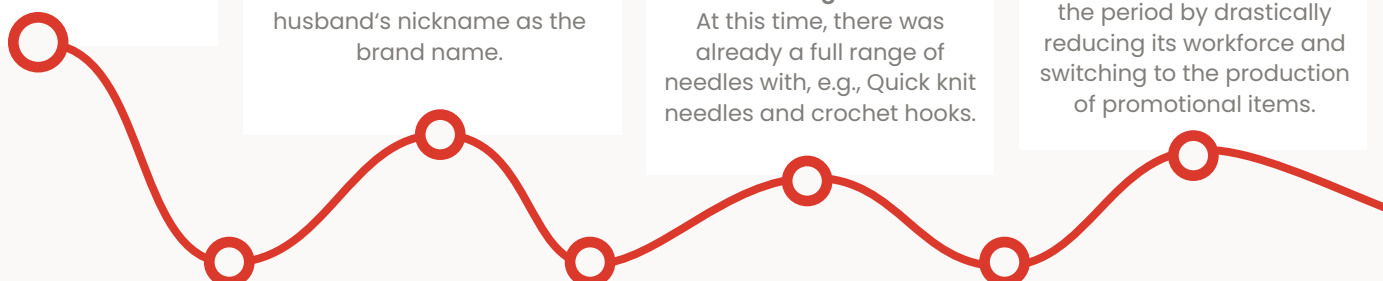 husband‘s nickname as the
brand name.
At this time, there was
already a full range of
needles with, e.g., Quick knit
needles and crochet hooks.
the period by drastically
reducing its workforce and
switching to the production
of promotional items.